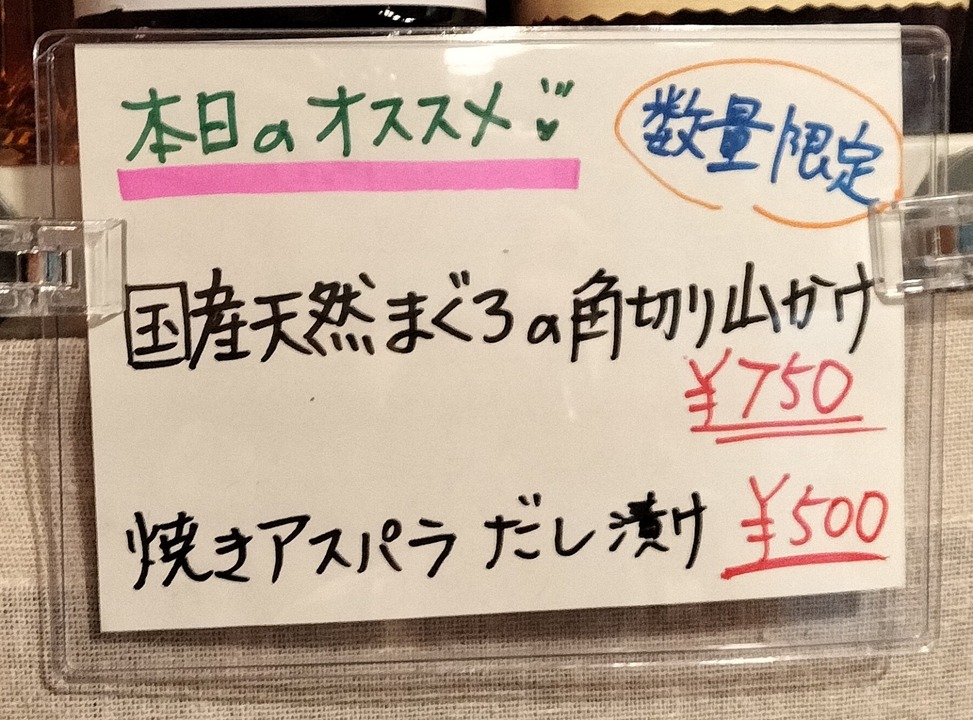 本日のオススメ♥
数量限定
国産天然まぐろの角切り山かけ
¥750
焼きアスパラ だし漬け ¥500